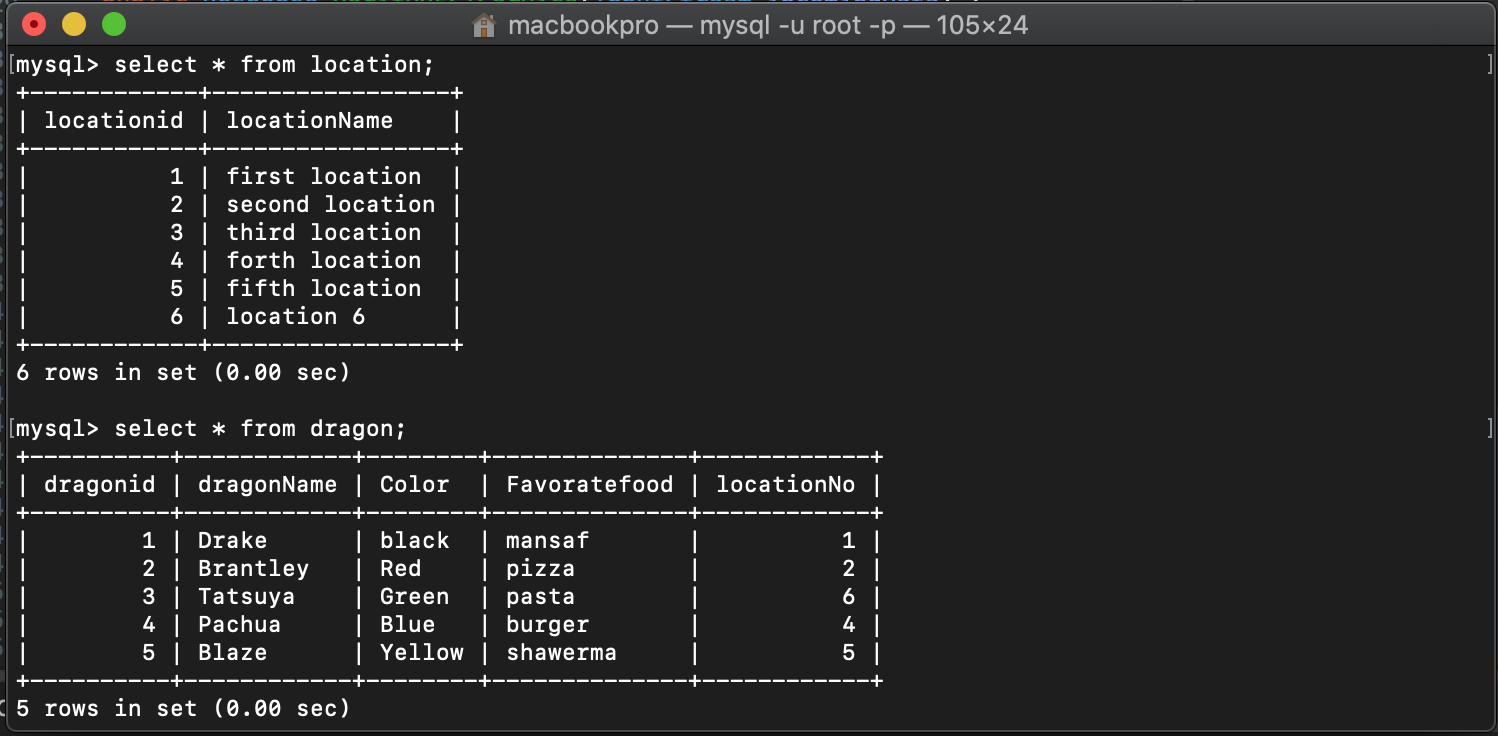 macbookpro — mysql -u root -p — 105×24
[mysql> select * from location;                                                                          ]
+------------+-----------------+
| locationid | locationName    |
+------------+-----------------+
|          1 | first location  |
|          2 | second location |
|          3 | third location  |
|          4 | forth location  |
|          5 | fifth location  |
|          6 | location 6      |
+------------+-----------------+
6 rows in set (0.00 sec)

[mysql> select * from dragon;                                                                            ]
+----------+------------+--------+--------------+------------+
| dragonid | dragonName | Color  | Favoratefood | locationNo |
+----------+------------+--------+--------------+------------+
|        1 | Drake      | black  | mansaf       |          1 |
|        2 | Brantley   | Red    | pizza        |          2 |
|        3 | Tatsuya    | Green  | pasta        |          6 |
|        4 | Pachua     | Blue   | burger       |          4 |
|        5 | Blaze      | Yellow | shawerma     |          5 |
+----------+------------+--------+--------------+------------+
5 rows in set (0.00 sec)